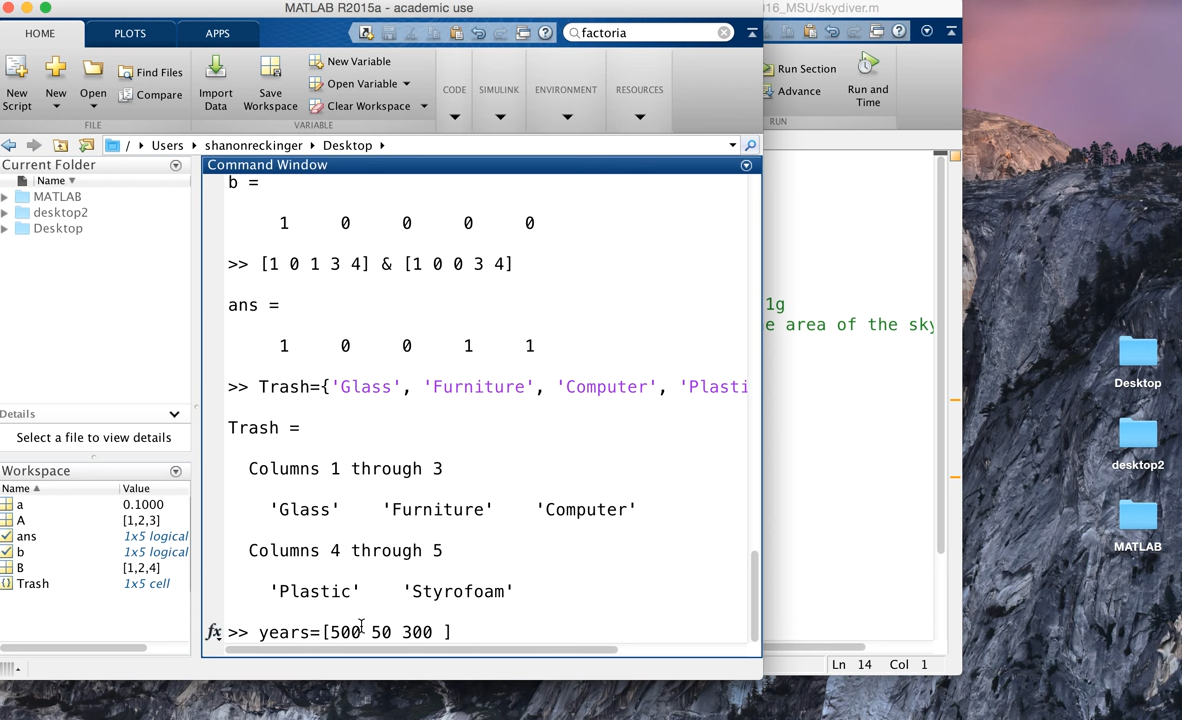 MATLAB R2015a - academic use
016_MSU/skydiver.m
HOME PLOTS APPS
factoria
New Script
New
Open
Find Files
Compare
Import Data
Save Workspace
New Variable
Open Variable
Clear Workspace
CODE
SIMULINK
ENVIRONMENT
RESOURCES
FILE
VARIABLE
Run Section
Advance
Run and Time
RUN
/ Users shanonreckinger Desktop
Current Folder
Name
MATLAB
desktop2
Desktop
Details
Select a file to view details
Workspace
Name Value
a 0.1000
A [1,2,3]
ans 1x5 logical
b 1x5 logical
B [1,2,4]
Trash 1x5 cell
Command Window
b =
1 0 0 0 0
>> [1 0 1 3 4] & [1 0 0 3 4]
ans =
1 0 0 1 1
>> Trash={'Glass', 'Furniture', 'Computer', 'Plasti
Trash =
Columns 1 through 3
'Glass' 'Furniture' 'Computer'
Columns 4 through 5
'Plastic' 'Styrofoam'
fx >> years=[500 50 300 ]
1g
e area of the sky
Ln 14 Col 1
Desktop
desktop2
MATLAB